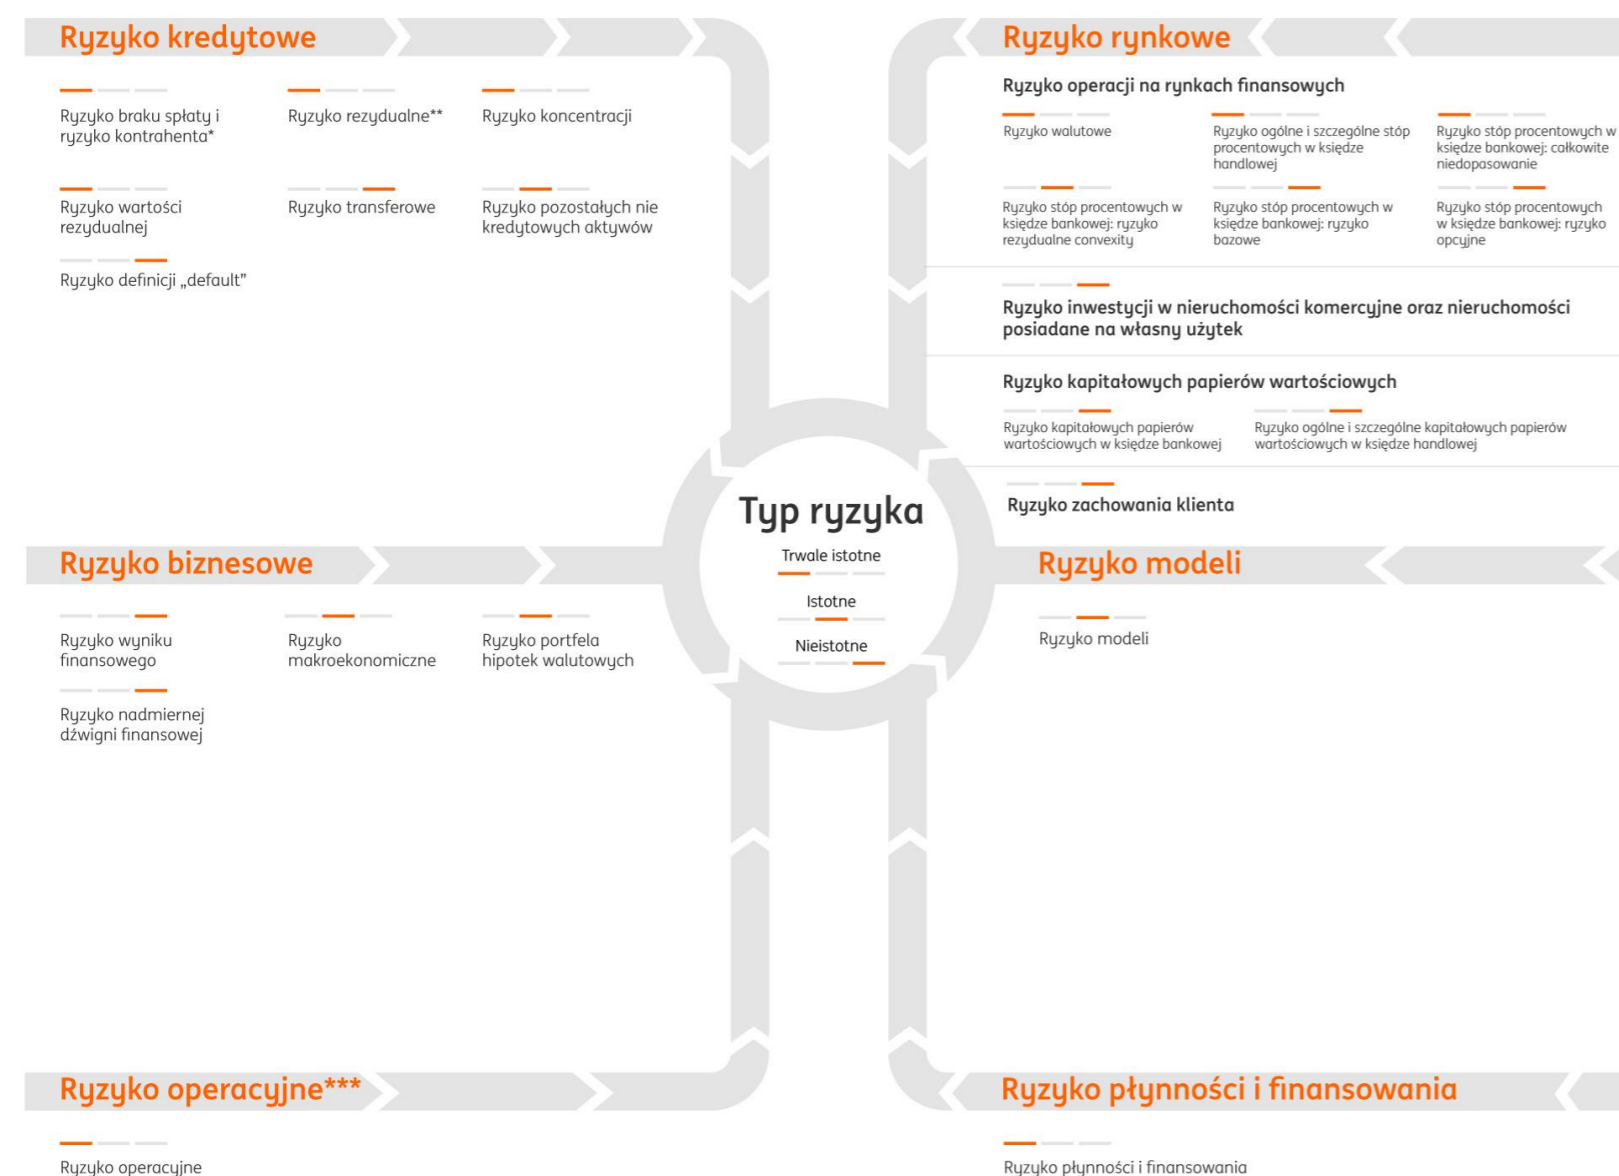 Ryzyko kredytowe
Ryzyko braku spłaty i
ryzyko kontrahenta*
Ryzyko rezydualne**
Ryzyko koncentracji
Ryzyko wartości
rezydualnej
Ryzyko transferowe
Ryzyko pozostałych nie
kredytowych aktywów
Ryzyko definicji „default”
Ryzyko rynkowe
Ryzyko operacji na rynkach finansowych
Ryzyko walutowe
Ryzyko ogólne i szczególne stóp
procentowych w księdze
handlowej
Ryzyko stóp procentowych w
księdze bankowej: całkowite
niedopasowanie
Ryzyko stóp procentowych w
księdze bankowej: ryzyko
rezydualne convexity
Ryzyko stóp procentowych w
księdze bankowej: ryzyko
bazowe
Ryzyko stóp procentowych
w księdze bankowej: ryzyko
opcyjne
Ryzyko inwestycji w nieruchomości komercyjne oraz nieruchomości
posiadane na własny użytek
Ryzyko kapitałowych papierów wartościowych
Ryzyko kapitałowych papierów
wartościowych w księdze bankowej
Ryzyko ogólne i szczególne kapitałowych papierów
wartościowych w księdze handlowej
Ryzyko zachowania klienta
Typ ryzyka
Trwale istotne
Istotne
Nieistotne
Ryzyko biznesowe
Ryzyko wyniku
finansowego
Ryzyko
makroekonomiczne
Ryzyko portfela
hipotek walutowych
Ryzyko nadmiernej
dźwigni finansowej
Ryzyko modeli
Ryzyko modeli
Ryzyko operacyjne***
Ryzyko operacyjne
Ryzyko płynności i finansowania
Ryzyko płynności i finansowania